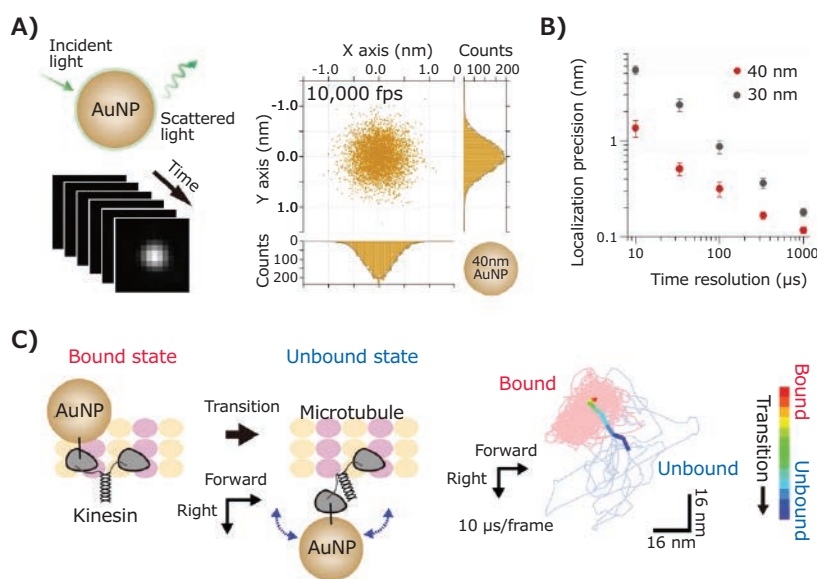 A)
Incident
light
AuNP
Scattered
light
Time
X axis (nm)
-1.0 0.0 1.0
Counts
0 100 200
10,000 fps
Y axis (nm)
-1.0
0.0
1.0
Counts
0
100
200
40nm
AuNP
B)
Localization precision (nm)
1
0.1
40 nm
30 nm
10 100 1000
Time resolution (µs)
C)
Bound state
Unbound state
AuNP
Transition
Microtubule
Kinesin
Forward
Right
AuNP
Bound
Forward
Right
Unbound
10 µs/frame
16 nm
16 nm
Bound
Transition
Unbound